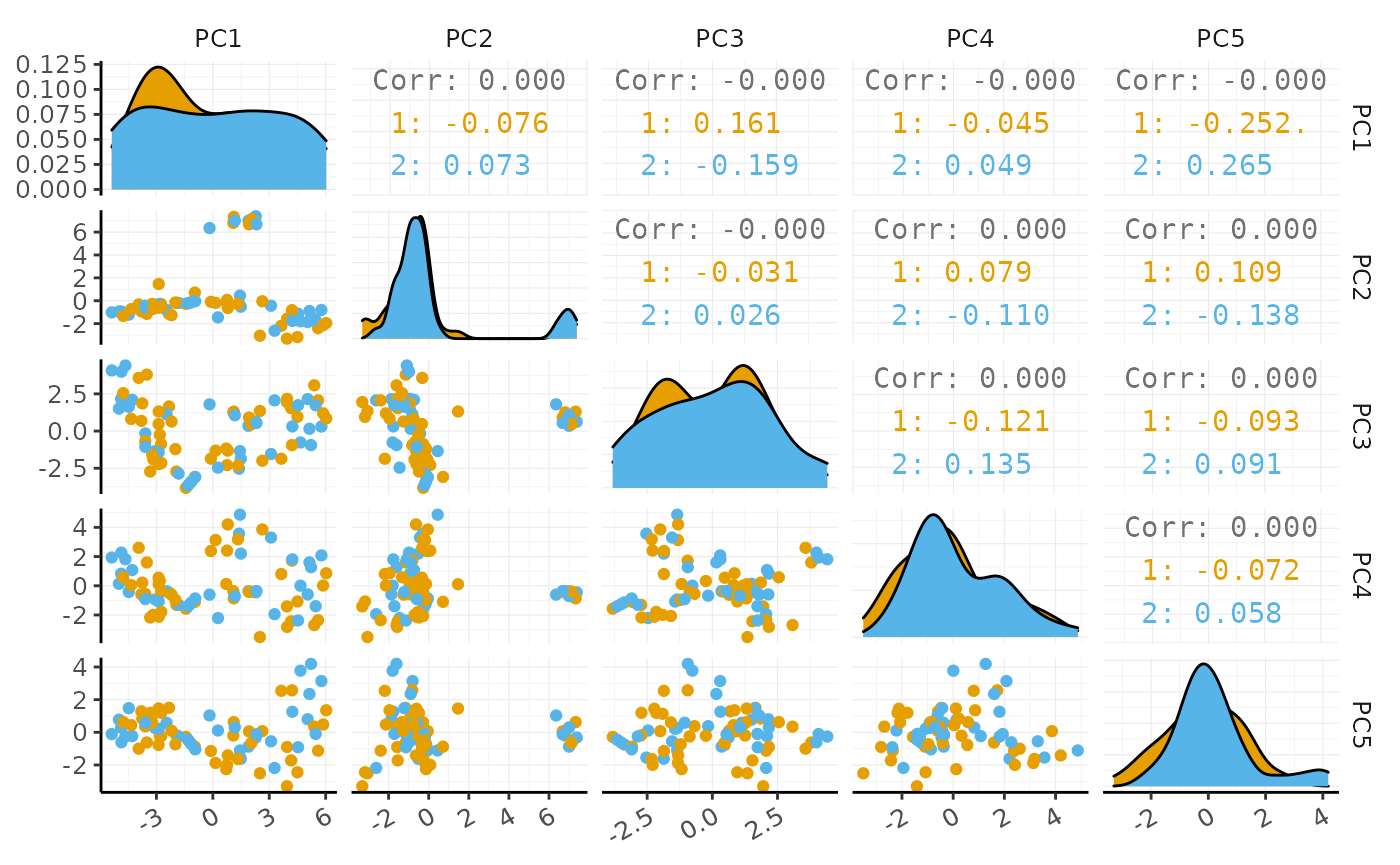 PC1 PC2 PC3 PC4 PC5
0.125
0.100
0.075
0.050
0.025
0.000
Corr: 0.000
1: -0.076
2: 0.073
Corr: -0.000
1: 0.161
2: -0.159
Corr: -0.000
1: -0.045
2: 0.049
Corr: -0.000
1: -0.252.
2: 0.265
PC1
6
4
2
0
-2
Corr: -0.000
1: -0.031
2: 0.026
Corr: 0.000
1: 0.079
2: -0.110
Corr: 0.000
1: 0.109
2: -0.138
PC2
2.5
0.0
-2.5
Corr: 0.000
1: -0.121
2: 0.135
Corr: 0.000
1: -0.093
2: 0.091
PC3
4
2
0
-2
Corr: 0.000
1: -0.072
2: 0.058
PC4
4
2
0
-2
PC5
-3 0 3 6
-2 0 2 4 6
-2.5 0.0 2.5
-2 0 2 4
-2 0 2 4